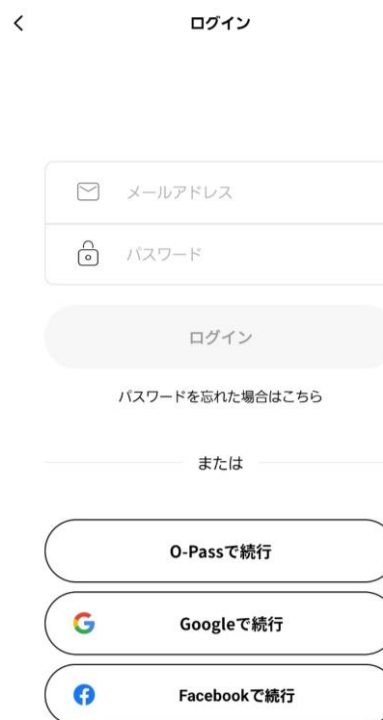 ログイン
メールアドレス
パスワード
ログイン
パスワードを忘れた場合はこちら
または
O-Passで続行
Googleで続行
Facebookで続行